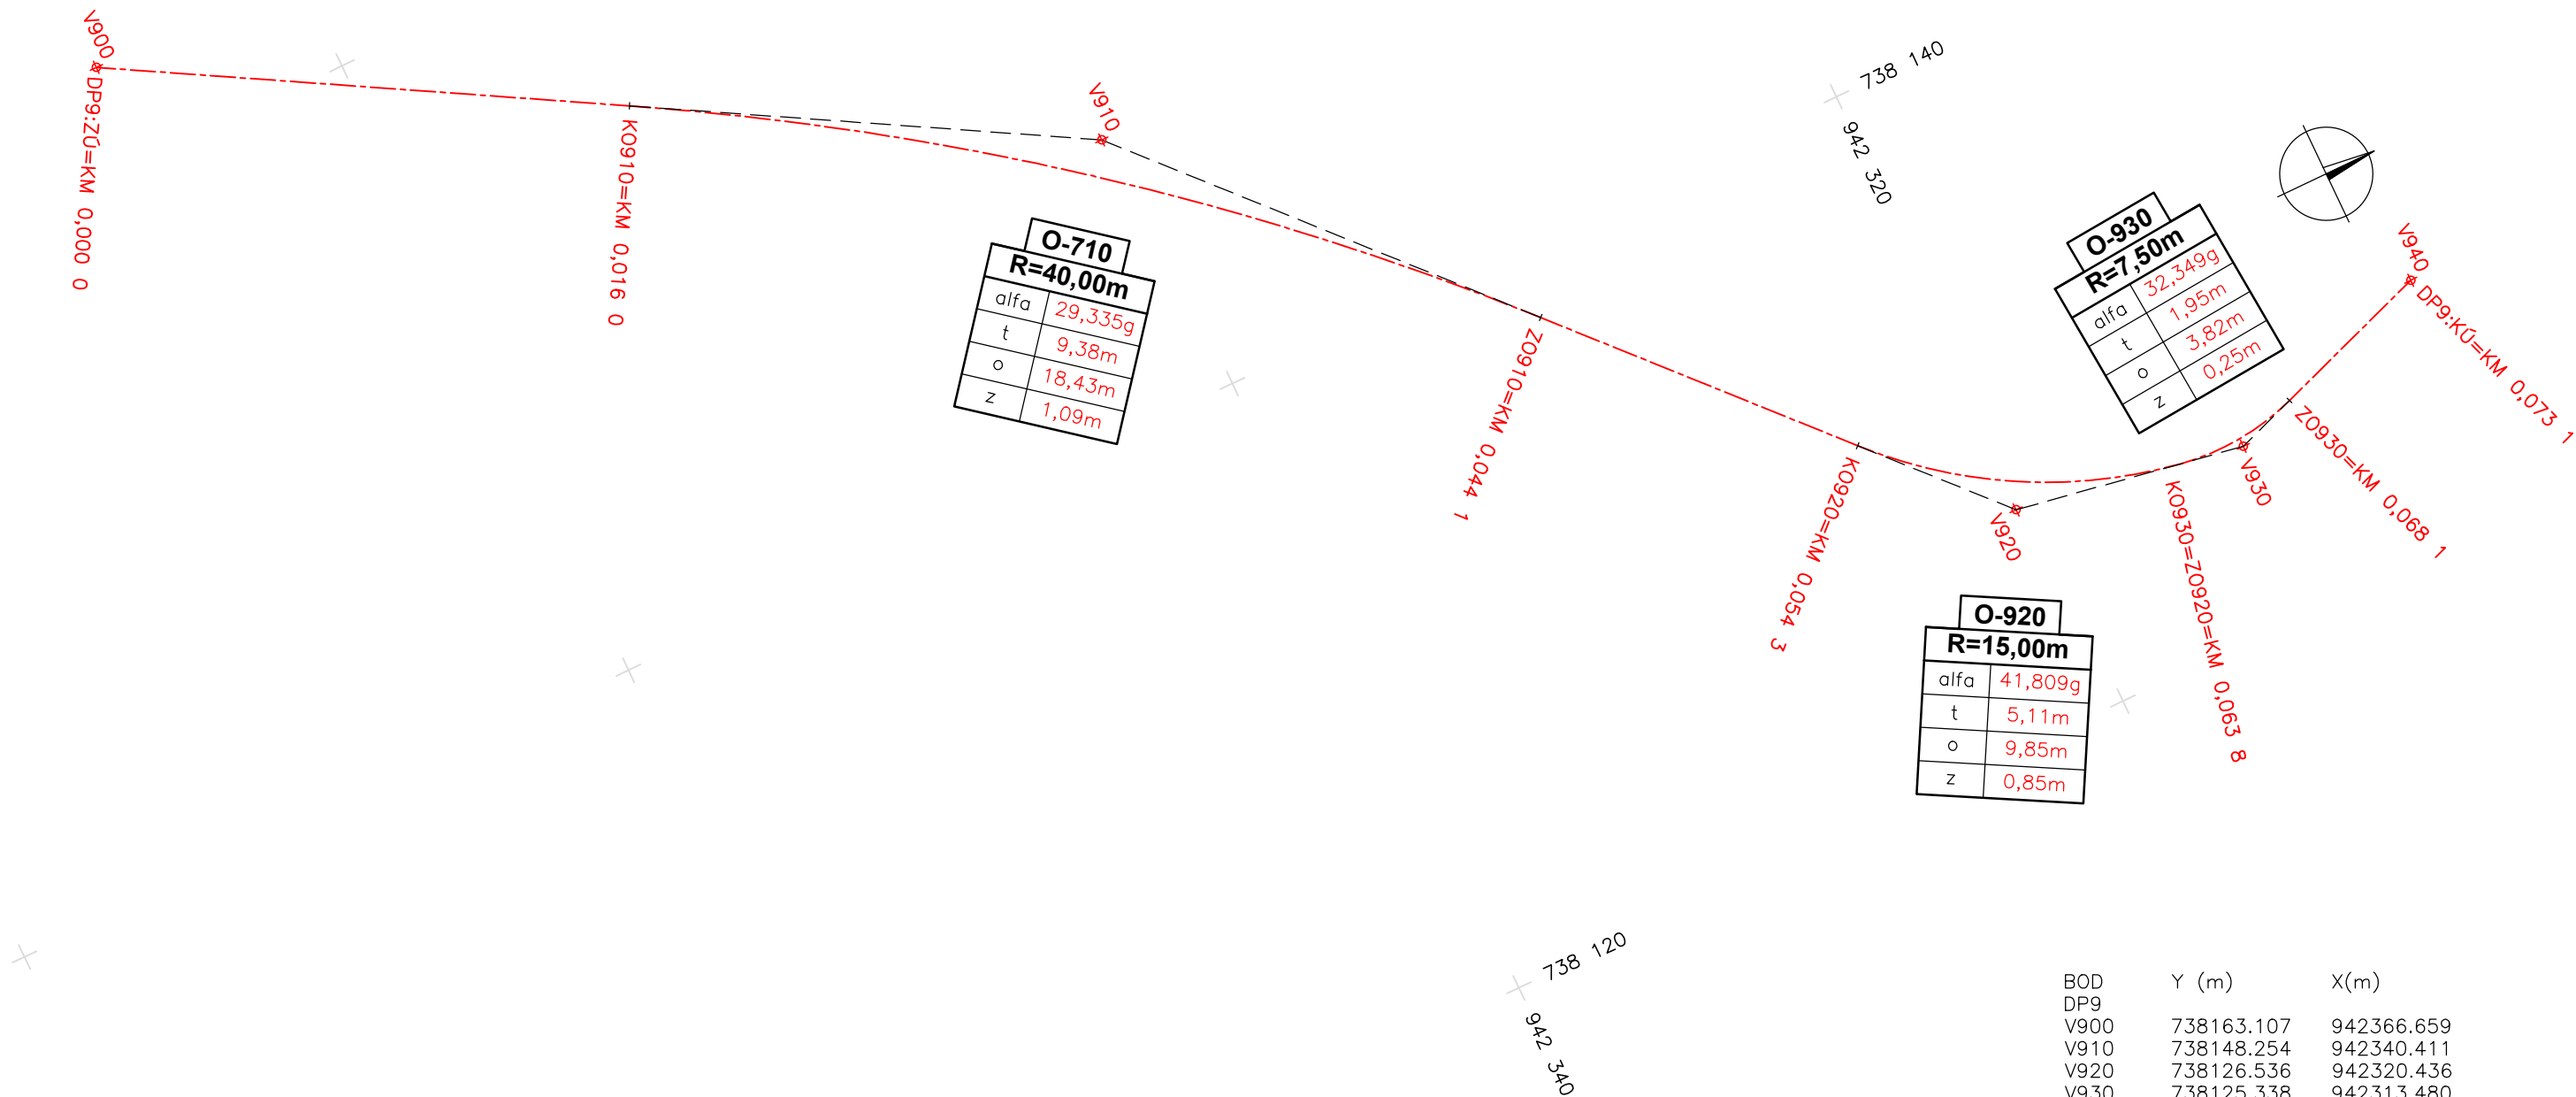 V900
DP9:ZÚ=KM 0,000 0
KO910=KM 0,016 0
V910
O-710
R=40,00m
alfa 29,335g
t 9,38m
o 18,43m
z 1,09m
ZO910=KM 0,044 1
738 140
942 320
KO920=KM 0,054 3
V920
O-920
R=15,00m
alfa 41,809g
t 5,11m
o 9,85m
z 0,85m
KO930=ZO920=KM 0,063 8
V930
O-930
R=7,50m
alfa 32,349g
t 1,95m
o 3,82m
z 0,25m
ZO930=KM 0,068 1
V940
DP9:KÚ=KM 0,073 1
738 120
942 340
BOD Y (m) X(m)
DP9
V900 738163.107 942366.659
V910 738148.254 942340.411
V920 738126.536 942320.436
V930 738125.338 942313.480